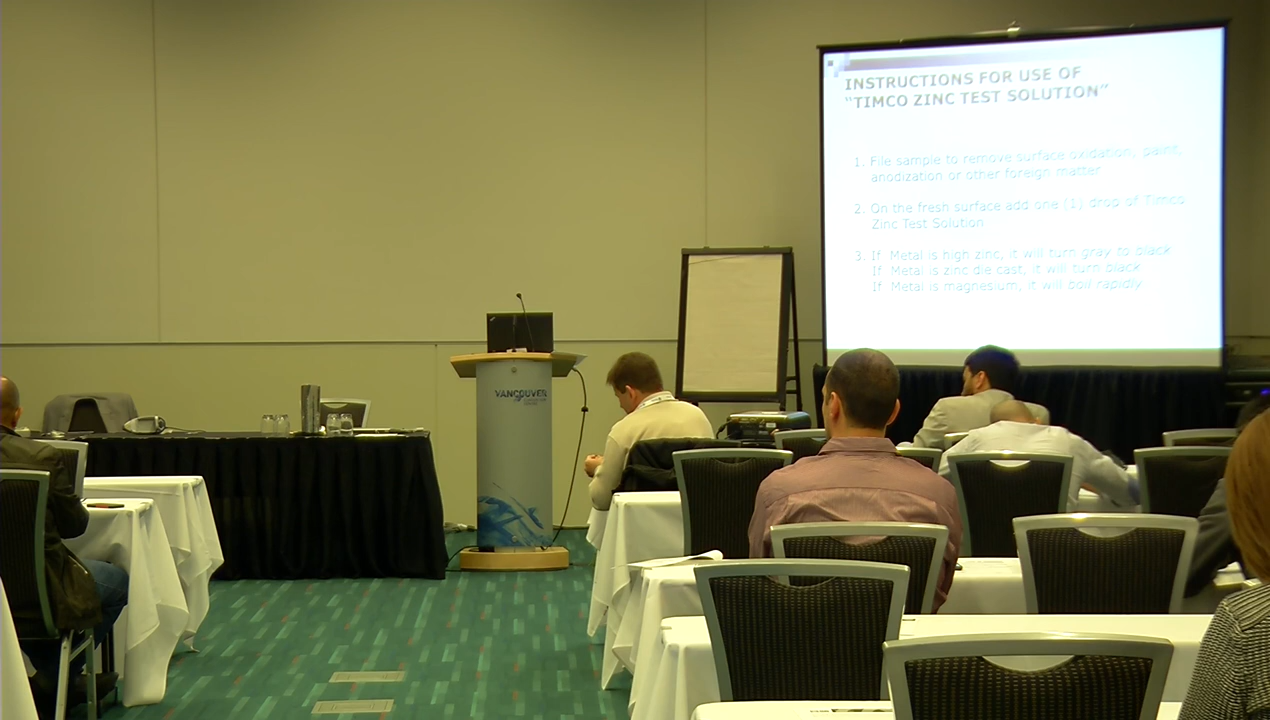 INSTRUCTIONS FOR USE OF
"TIMCO ZINC TEST SOLUTION"
1. File sample to remove surface oxidation, paint,
anodization or other foreign matter
2. On the fresh surface add one (1) drop of Timco
Zinc Test Solution
3. If Metal is high zinc, it will turn gray to black
If Metal is zinc die cast, it will turn black
If Metal is magnesium, it will boil rapidly
VANCOUVER